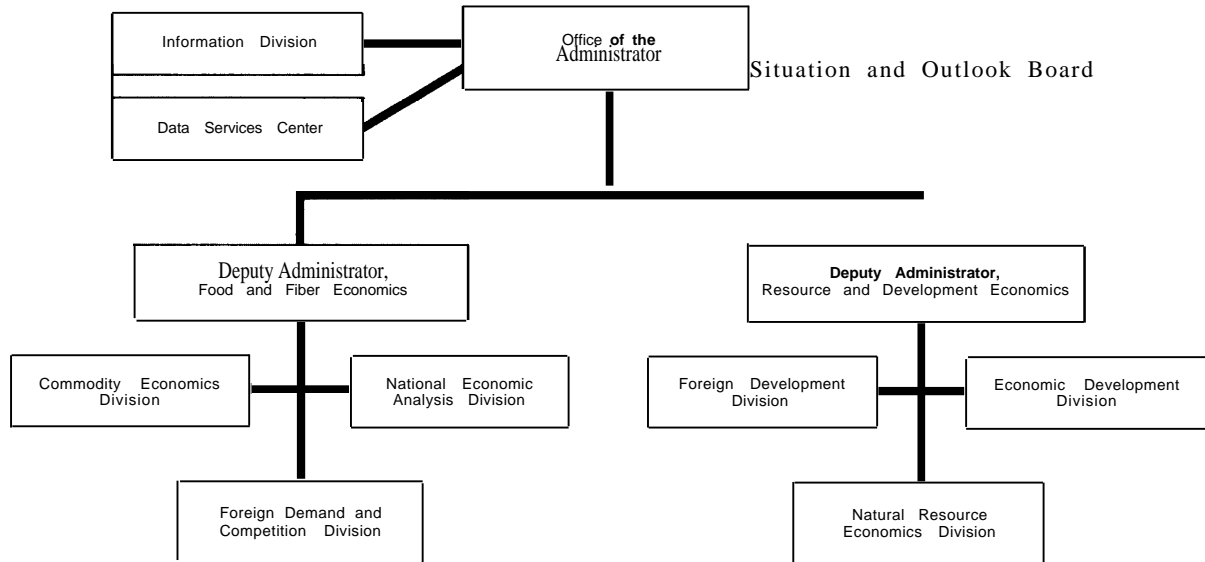 Information Division
Office of the
Administrator
Situation and Outlook Board
Data Services Center
Deputy Administrator,
Food and Fiber Economics
Deputy Administrator,
Resource and Development Economics
Commodity Economics
Division
National Economic
Analysis Division
Foreign Development
Division
Economic Development
Division
Foreign Demand and
Competition Division
Natural Resource
Economics Division